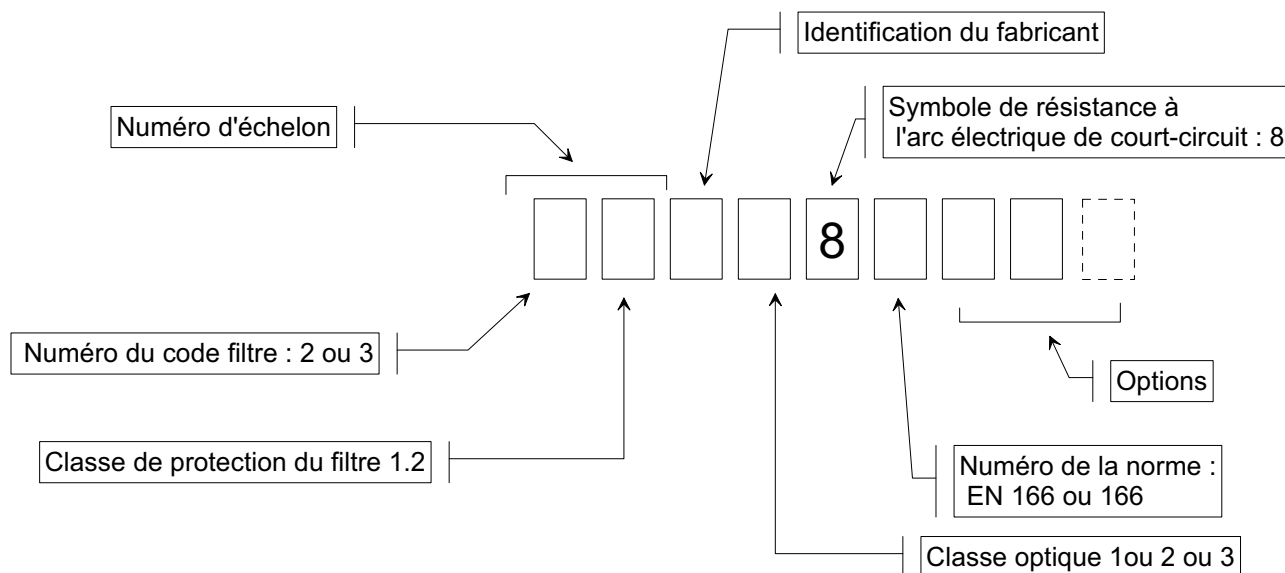 Identification du fabricant
Symbole de résistance à
l'arc électrique de court-circuit : 8
Numéro d'échelon
8
Numéro du code filtre : 2 ou 3
Options
Classe de protection du filtre 1.2
Numéro de la norme :
EN 166 ou 166
Classe optique 1ou 2 ou 3